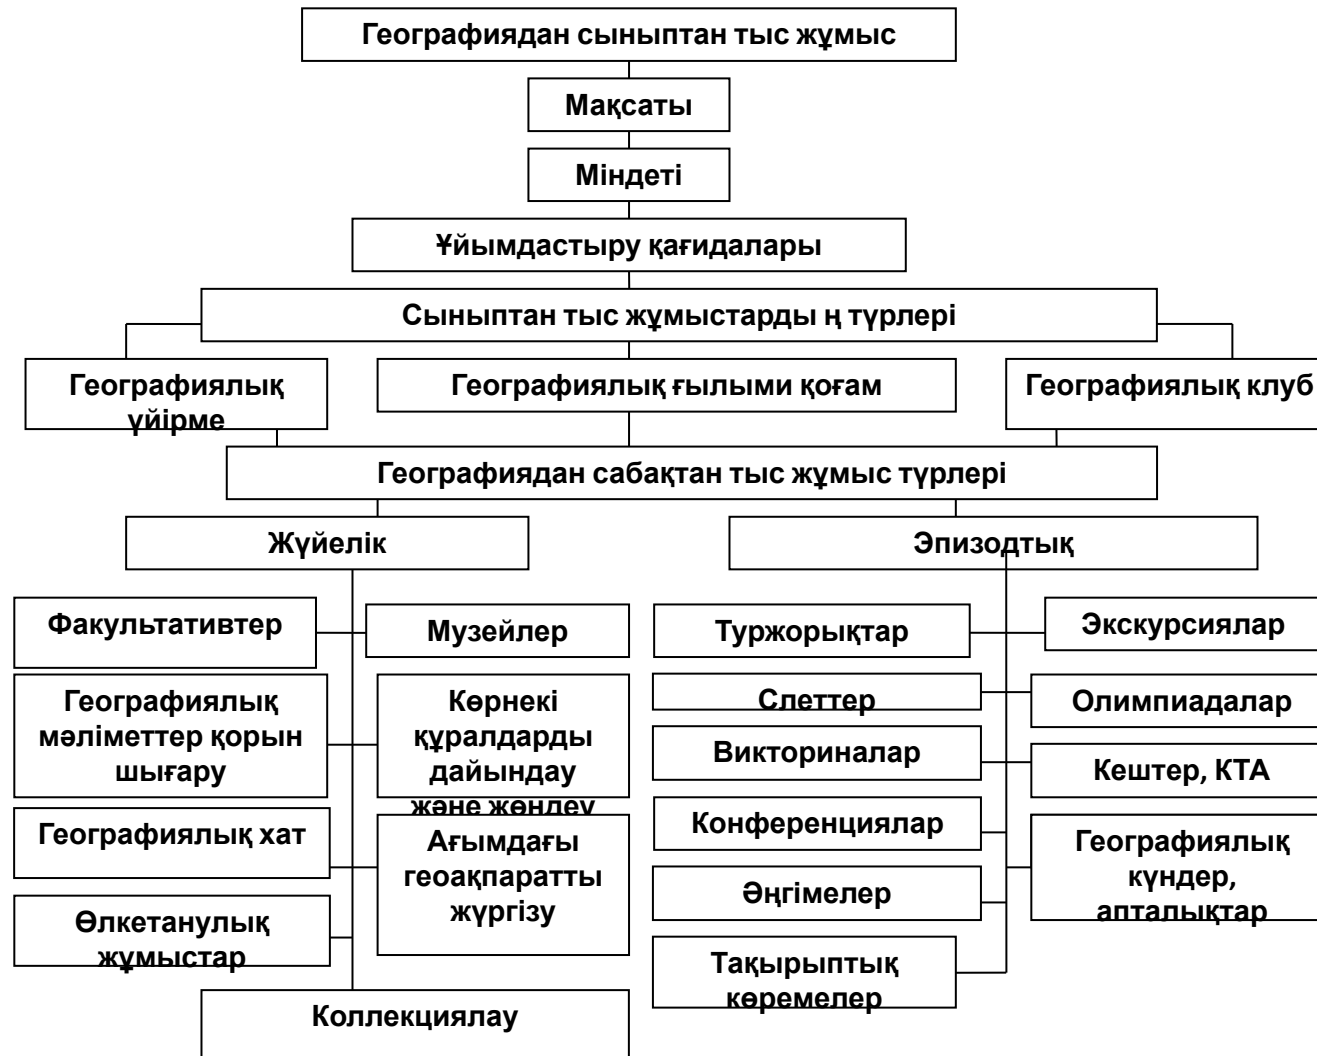 Географиядан сыныптан тыс жұмыс
Мақсаты
Міндеті
Ұйымдастыру қағидалары
Сыныптан тыс жұмыстарды ң түрлері
Географиялық
үйірме
Географиялық ғылыми қоғам
Географиялық клуб
Географиядан сабақтан тыс жұмыс түрлері
Жүйелік
Эпизодтық
Факультативтер
Музейлер
Туржорықтар
Экскурсиялар
Географиялық
мәліметтер қорын
шығару
Көрнекі
құралдарды
дайындау
және жөндеу
Слеттер
Олимпиадалар
Викториналар
Кештер, КТА
Географиялық хат
Ағымдағы
геоақпаратты
жүргізу
Конференциялар
Географиялық
күндер,
апталықтар
Әңгімелер
Өлкетанулық
жұмыстар
Тақырыптық
көремелер
Коллекциялау